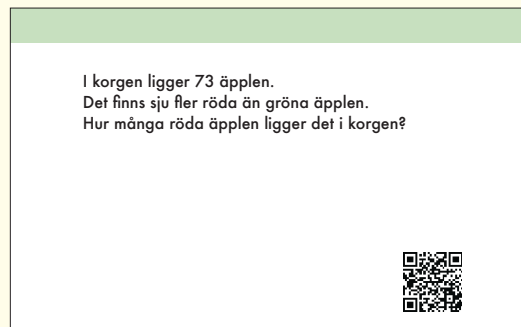 I korgen ligger 73 äpplen.
Det finns sju fler röda än gröna äpplen.
Hur många röda äpplen ligger det i korgen?